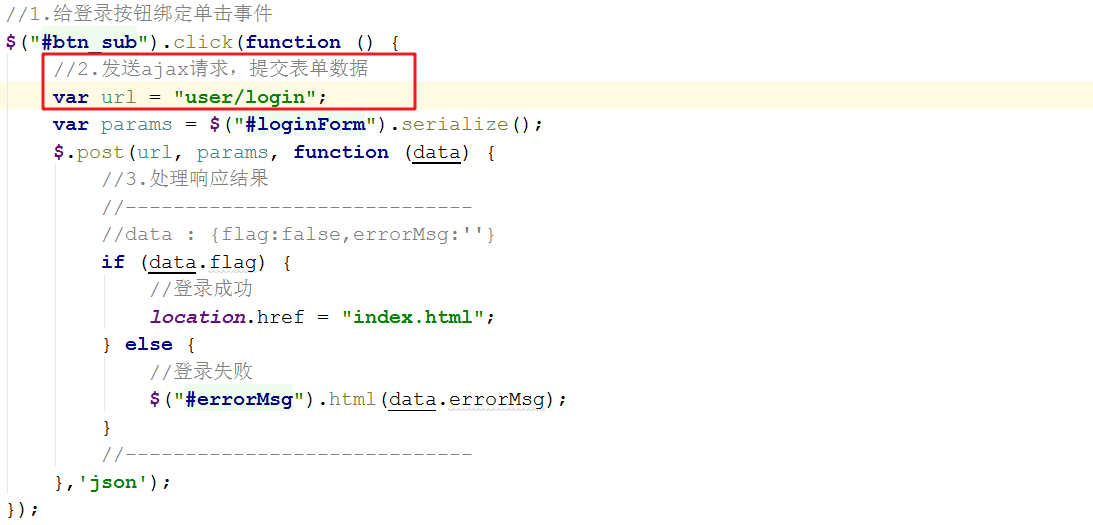 //1.给登录按钮绑定单击事件
$("#btn_sub").click(function () {
    //2.发送ajax请求，提交表单数据
    var url = "user/login";
    var params = $("#loginForm").serialize();
    $.post(url, params, function (data) {
        //3.处理响应结果
        //-----------------------------
        //data : {flag:false,errorMsg:''}
        if (data.flag) {
            //登录成功
            location.href = "index.html";
        } else {
            //登录失败
            $("#errorMsg").html(data.errorMsg);
        }
        //-----------------------------
    },'json');
});